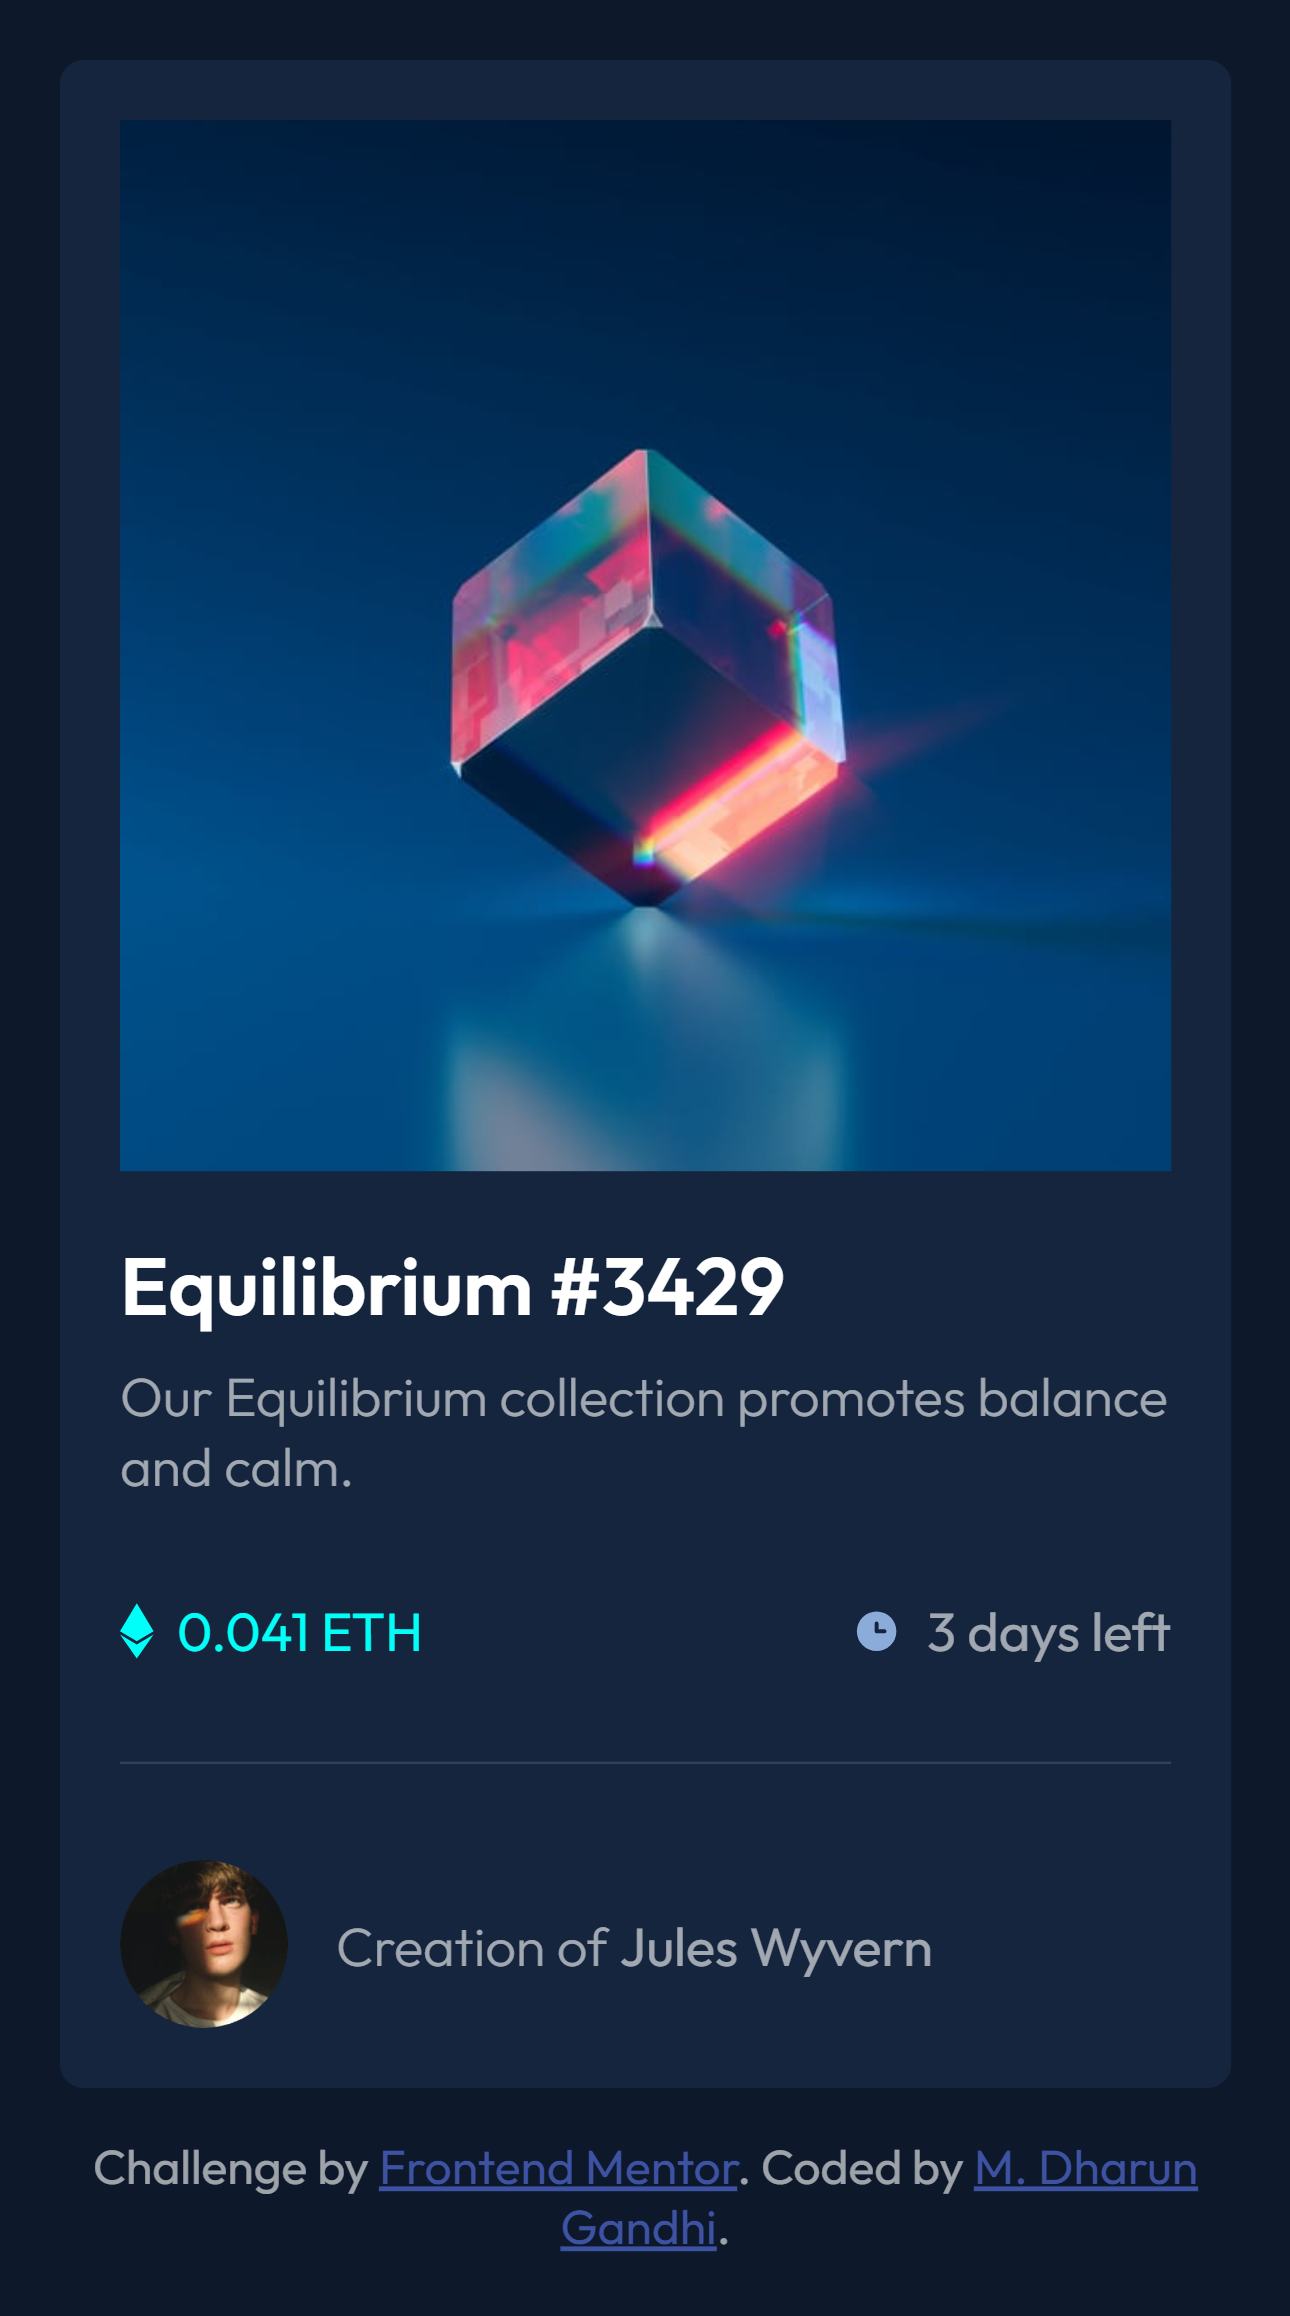 Equilibrium #3429
Our Equilibrium collection promotes balance
and calm.
0.041 ETH
3 days left
Creation of Jules Wyvern
Challenge by Frontend Mentor. Coded by M. Dharun
Gandhi.